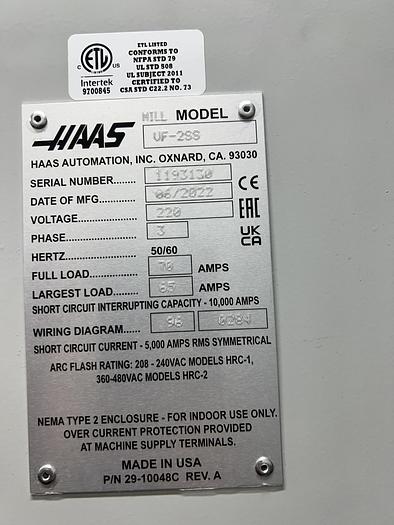 ETL LISTED
CONFORMS TO
NFPA STD 79
UL STD 508
UL SUBJECT 2011
CERTIFIED TO
CSA STD C22.2 NO. 73
C ETL US
Intertek
9700845
HAAS MILL MODEL
VF-2SS
HAAS AUTOMATION, INC. OXNARD, CA. 93030
SERIAL NUMBER........ 1193130 CE
DATE OF MFG............ 06/2022
VOLTAGE.................. 220 EAC
PHASE...................... 3 UKCA
HERTZ...................... 50/60
FULL LOAD............... 70 AMPS
LARGEST LOAD......... 65 AMPS
SHORT CIRCUIT INTERRUPTING CAPACITY - 10,000 AMPS
WIRING DIAGRAM...... 96 0284
SHORT CIRCUIT CURRENT - 5,000 AMPS RMS SYMMETRICAL
ARC FLASH RATING: 208 - 240VAC MODELS HRC-1,
360-480VAC MODELS HRC-2
NEMA TYPE 2 ENCLOSURE - FOR INDOOR USE ONLY.
OVER CURRENT PROTECTION PROVIDED
AT MACHINE SUPPLY TERMINALS.
MADE IN USA
P/N 29-10048C REV. A